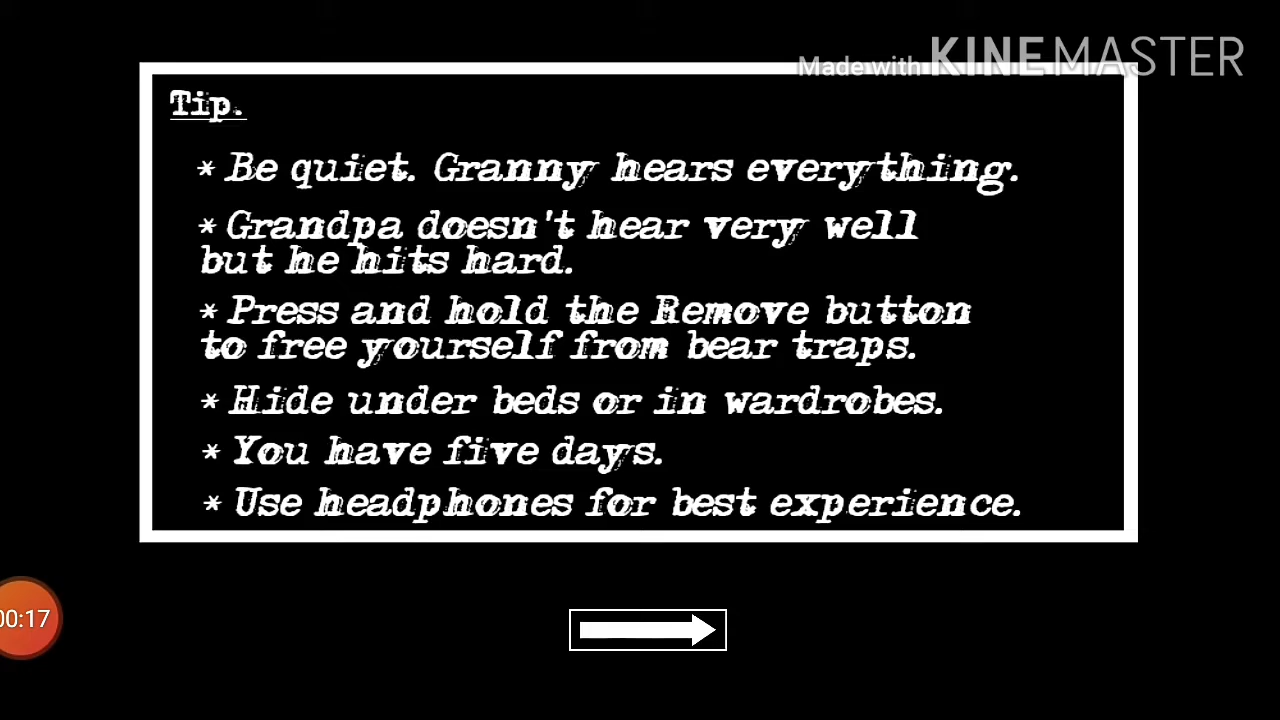 Made with KINEMASTER
Tip.
* Be quiet. Granny hears everything.
* Grandpa doesn't hear very well
but he hits hard.
* Press and hold the Remove button
to free yourself from bear traps.
* Hide under beds or in wardrobes.
* You have five days.
* Use headphones for best experience.
00:17